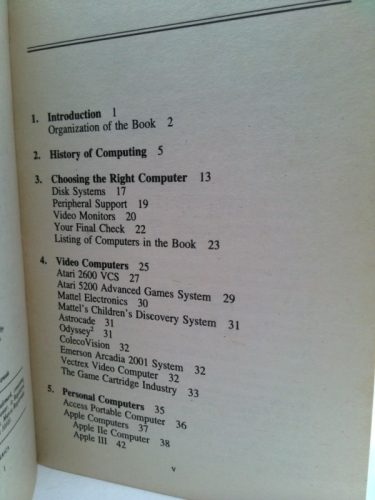 1. Introduction 1
Organization of the Book 2
2. History of Computing 5
3. Choosing the Right Computer 13
Disk Systems 17
Peripheral Support 19
Video Monitors 20
Your Final Check 22
Listing of Computers in the Book 23
4. Video Computers 25
Atari 2600 VCS 27
Atari 5200 Advanced Games System 29
Mattel Electronics 30
Mattel's Children's Discovery System 31
Astrocade 31
Odyssey² 31
ColecoVision 32
Emerson Arcadia 2001 System 32
Vectrex Video Computer 32
The Game Cartridge Industry 33
5. Personal Computers 35
Access Portable Computer 36
Apple Computers 37
Apple IIe Computer 38
Apple III 42
v